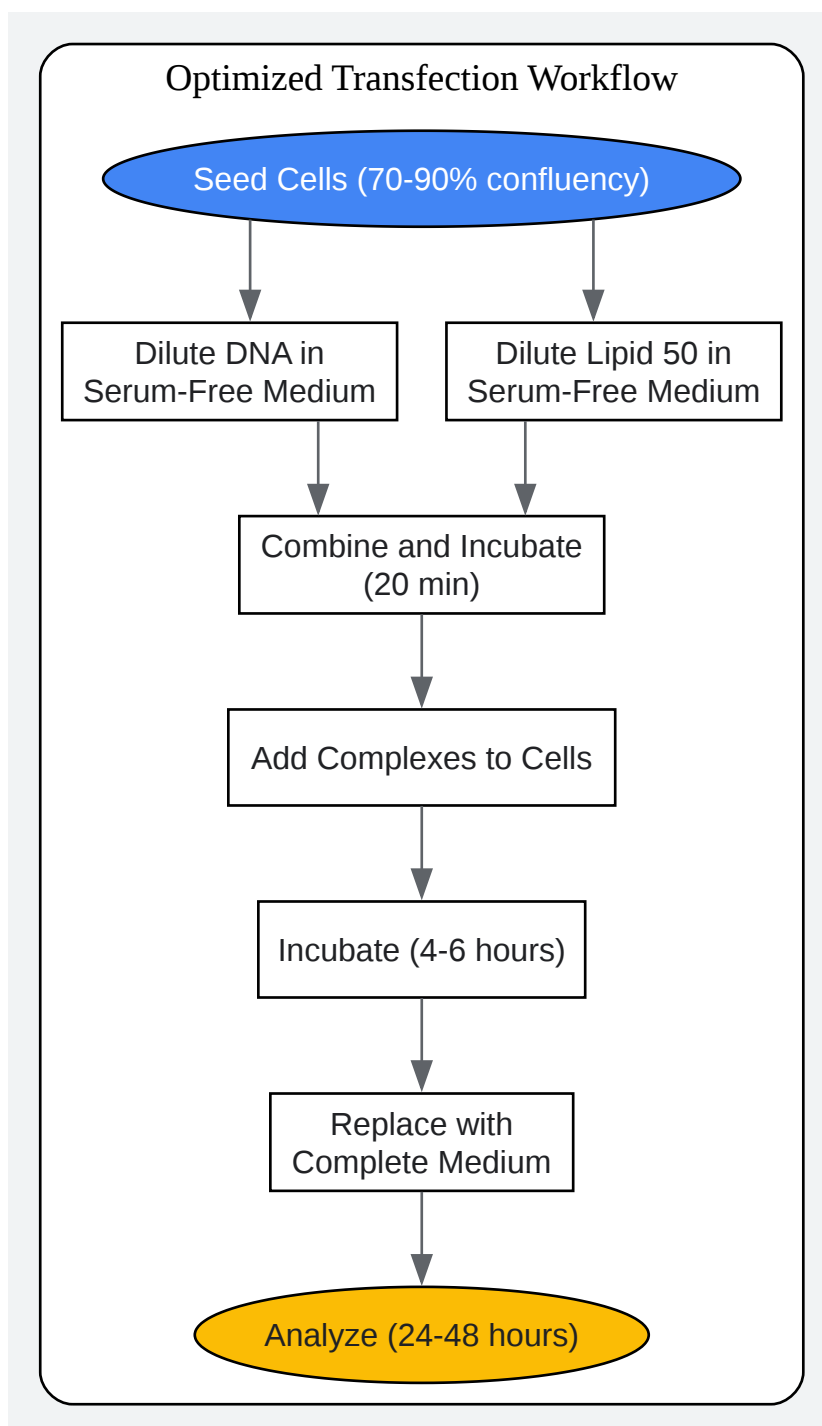 Optimized Transfection Workflow
Seed Cells (70-90% confluency)
Dilute DNA in
Serum-Free Medium
Dilute Lipid 50 in
Serum-Free Medium
Combine and Incubate
(20 min)
Add Complexes to Cells
Incubate (4-6 hours)
Replace with
Complete Medium
Analyze (24-48 hours)